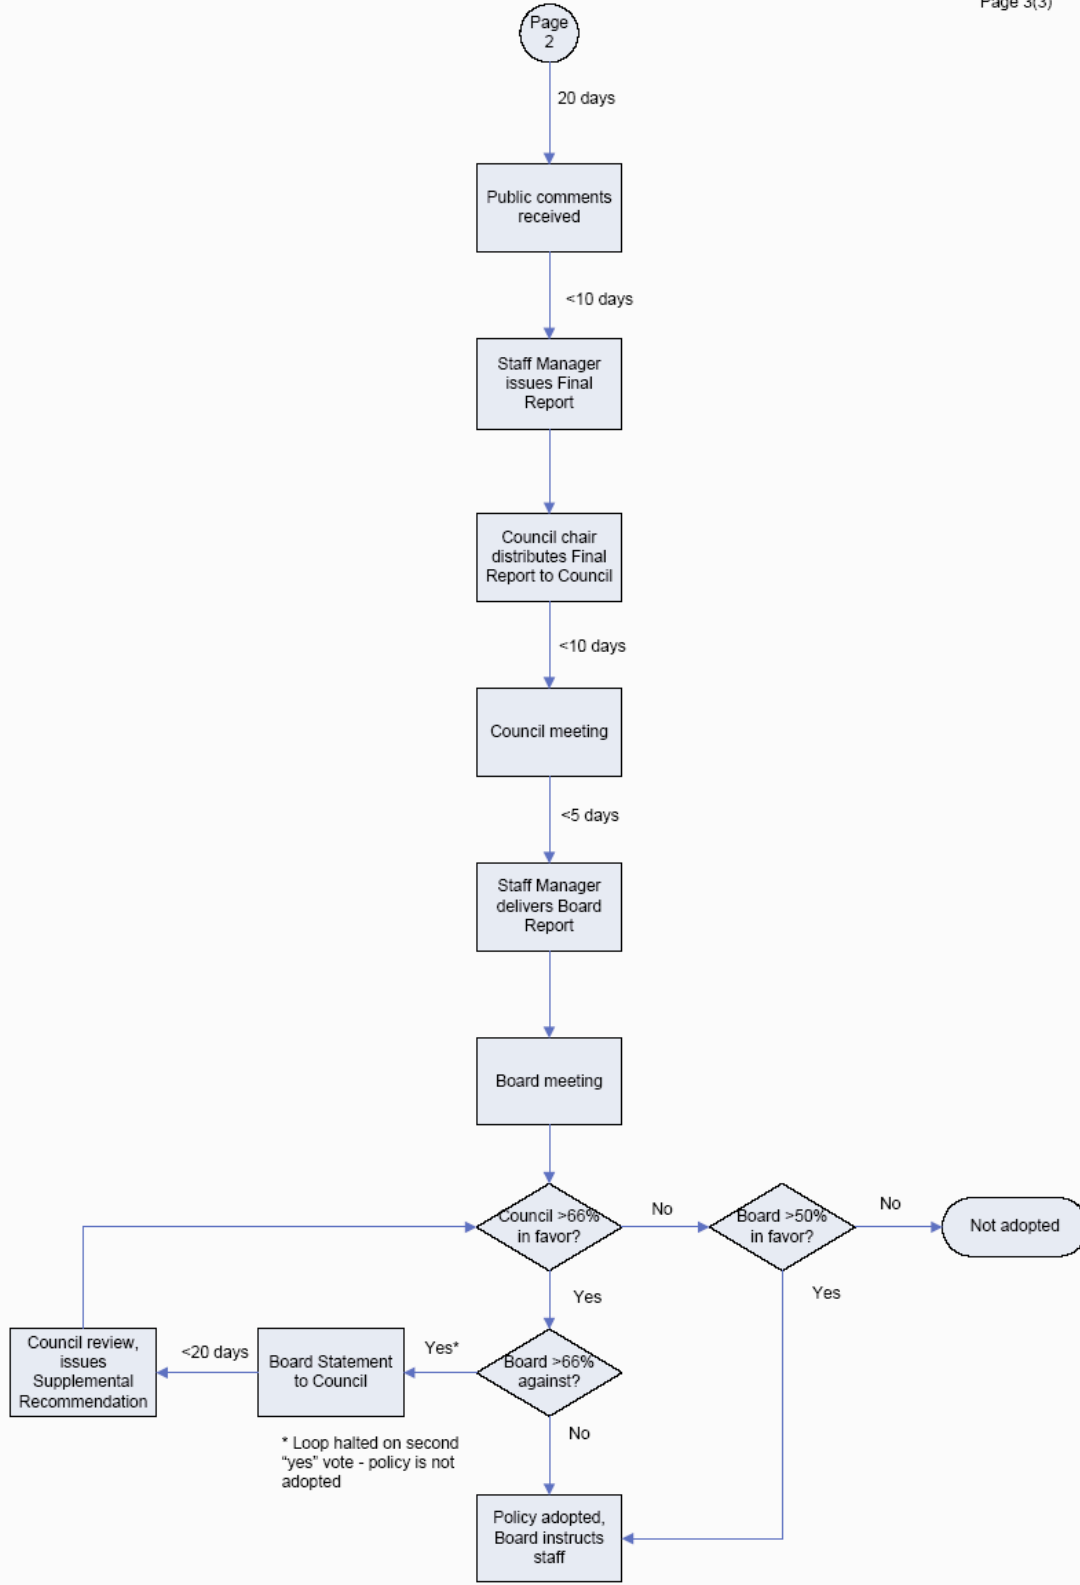 Page 3(3)
Page
2
20 days
Public comments
received
<10 days
Staff Manager
issues Final
Report
Council chair
distributes Final
Report to Council
<10 days
Council meeting
<5 days
Staff Manager
delivers Board
Report
Board meeting
Council >66%
in favor?
No
Board >50%
in favor?
No
Not adopted
Yes
Yes
Council review,
issues
Supplemental
Recommendation
<20 days
Board Statement
to Council
Yes*
Board >66%
against?
No
* Loop halted on second
“yes” vote - policy is not
adopted
Policy adopted,
Board instructs
staff